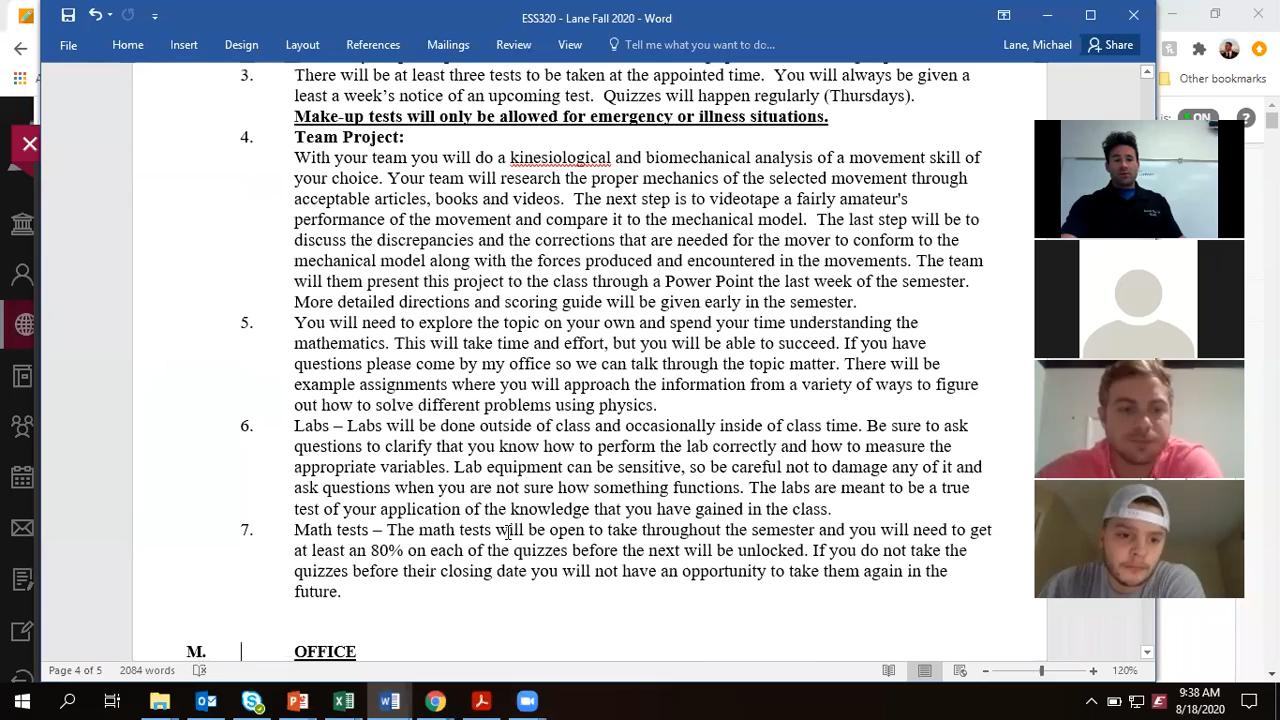 ESS320 - Lane Fall 2020 - Word
File Home Insert Design Layout References Mailings Review View Tell me what you want to do... Lane, Michael Share
Other bookmarks
is: ON
3. There will be at least three tests to be taken at the appointed time. You will always be given a
least a week's notice of an upcoming test. Quizzes will happen regularly (Thursdays).
Make-up tests will only be allowed for emergency or illness situations.
4. Team Project:
With your team you will do a kinesiological and biomechanical analysis of a movement skill of
your choice. Your team will research the proper mechanics of the selected movement through
acceptable articles, books and videos. The next step is to videotape a fairly amateur's
performance of the movement and compare it to the mechanical model. The last step will be to
discuss the discrepancies and the corrections that are needed for the mover to conform to the
mechanical model along with the forces produced and encountered in the movements. The team
will them present this project to the class through a Power Point the last week of the semester.
More detailed directions and scoring guide will be given early in the semester.
5. You will need to explore the topic on your own and spend your time understanding the
mathematics. This will take time and effort, but you will be able to succeed. If you have
questions please come by my office so we can talk through the topic matter. There will be
example assignments where you will approach the information from a variety of ways to figure
out how to solve different problems using physics.
6. Labs – Labs will be done outside of class and occasionally inside of class time. Be sure to ask
questions to clarify that you know how to perform the lab correctly and how to measure the
appropriate variables. Lab equipment can be sensitive, so be careful not to damage any of it and
ask questions when you are not sure how something functions. The labs are meant to be a true
test of your application of the knowledge that you have gained in the class.
7. Math tests – The math tests will be open to take throughout the semester and you will need to get
at least an 80% on each of the quizzes before the next will be unlocked. If you do not take the
quizzes before their closing date you will not have an opportunity to take them again in the
future.
M. OFFICE
Page 4 of 5 2084 words 120%
9:38 AM
8/18/2020